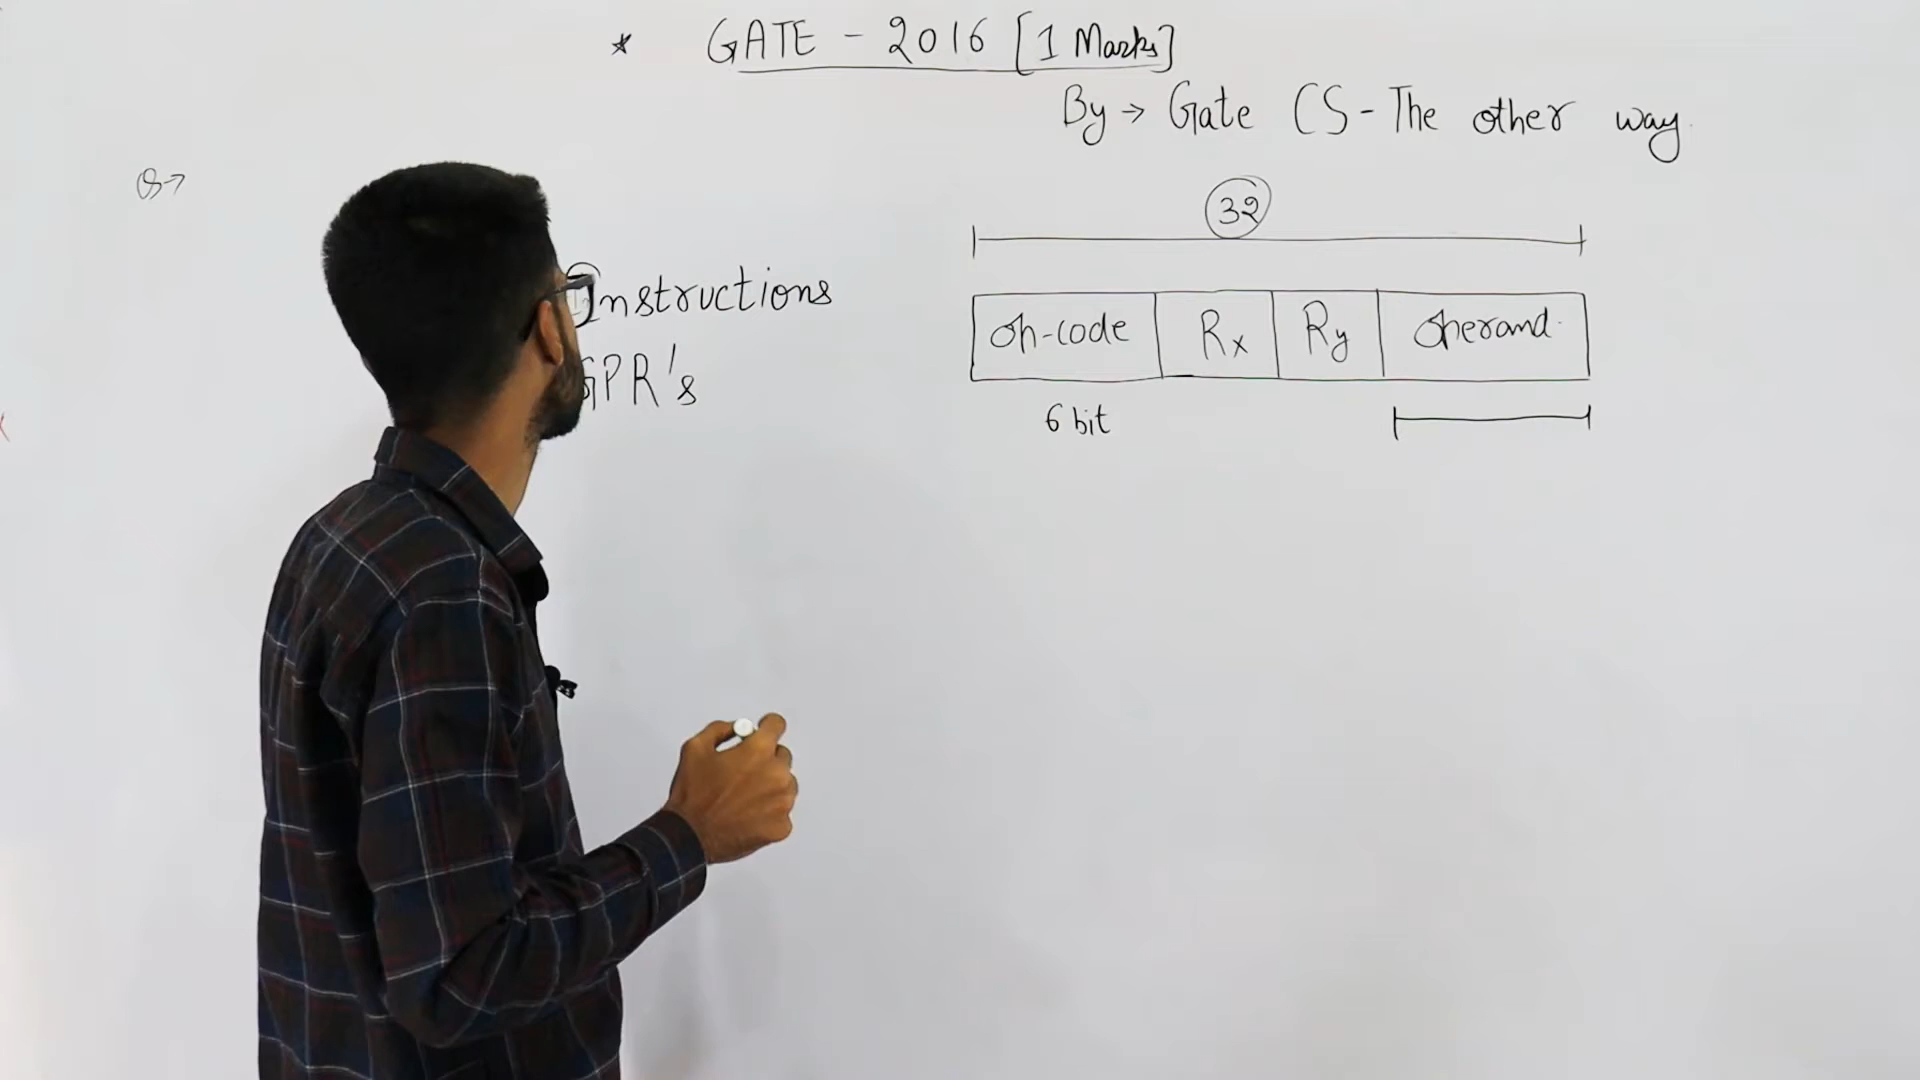 * GATE - 2016 [1 Marks]
By → Gate CS - The other way.
Q→
32
Instructions
GPR's
op-code Rx Ry operand.
6 bit